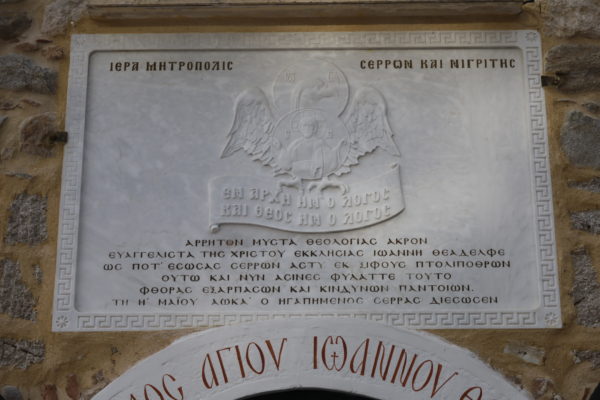 ΙΕΡΑ ΜΗΤΡΟΠΟΛΙΣ ΣΕΡΡΩΝ ΚΑΙ ΝΙΓΡΙΤΗΣ
ΕΝ ΑΡΧΗ ΗΝ Ο ΛΟΓΟΣ
ΚΑΙ ΘΕΟΣ ΗΝ Ο ΛΟΓΟΣ
ΑΡΡΗΤΩΝ ΜΥΣΤΑ ΘΕΟΛΟΓΙΑΣ ΑΚΡΟΝ
ΕΥΑΓΓΕΛΙΣΤΑ ΤΗΣ ΧΡΙΣΤΟΥ ΕΚΚΛΗΣΙΑΣ ΙΩΑΝΝΗ ΘΕΑΔΕΛΦΕ
ΩΣ ΠΟΤ' ΕΣΩΣΑΣ ΣΕΡΡΩΝ ΑΣΤΥ ΕΚ ΞΙΦΟΥΣ ΠΤΟΛΙΠΟΡΘΩΝ
ΟΥΤΩ ΚΑΙ ΝΥΝ ΑΣΙΝΕΣ ΦΥΛΑΤΤΕ ΤΟΥΤΟ
ΦΘΟΡΑΣ ΕΞΑΡΠΑΣΩΝ ΚΑΙ ΚΙΝΔΥΝΩΝ ΠΑΝΤΟΙΩΝ.
ΤΗ Η' ΜΑΪΟΥ ΑΩΚΑ' Ο ΗΓΑΠΗΜΕΝΟΣ ΣΕΡΡΑΣ ΔΙΕΣΩΣΕΝ
ΑΓΙΟΥ ΙΩΑΝΝΟΥ